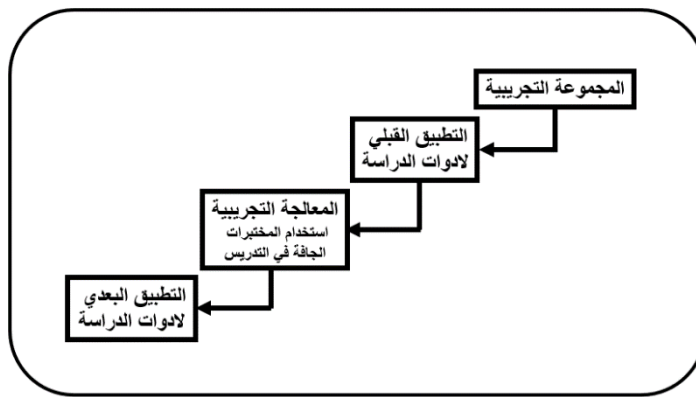 المجموعة التجريبية
التطبيق القبلي
لادوات الدراسة
المعالجة التجريبية
استخدام المختبرات
الجافة في التدريس
التطبيق البعدي
لادوات الدراسة